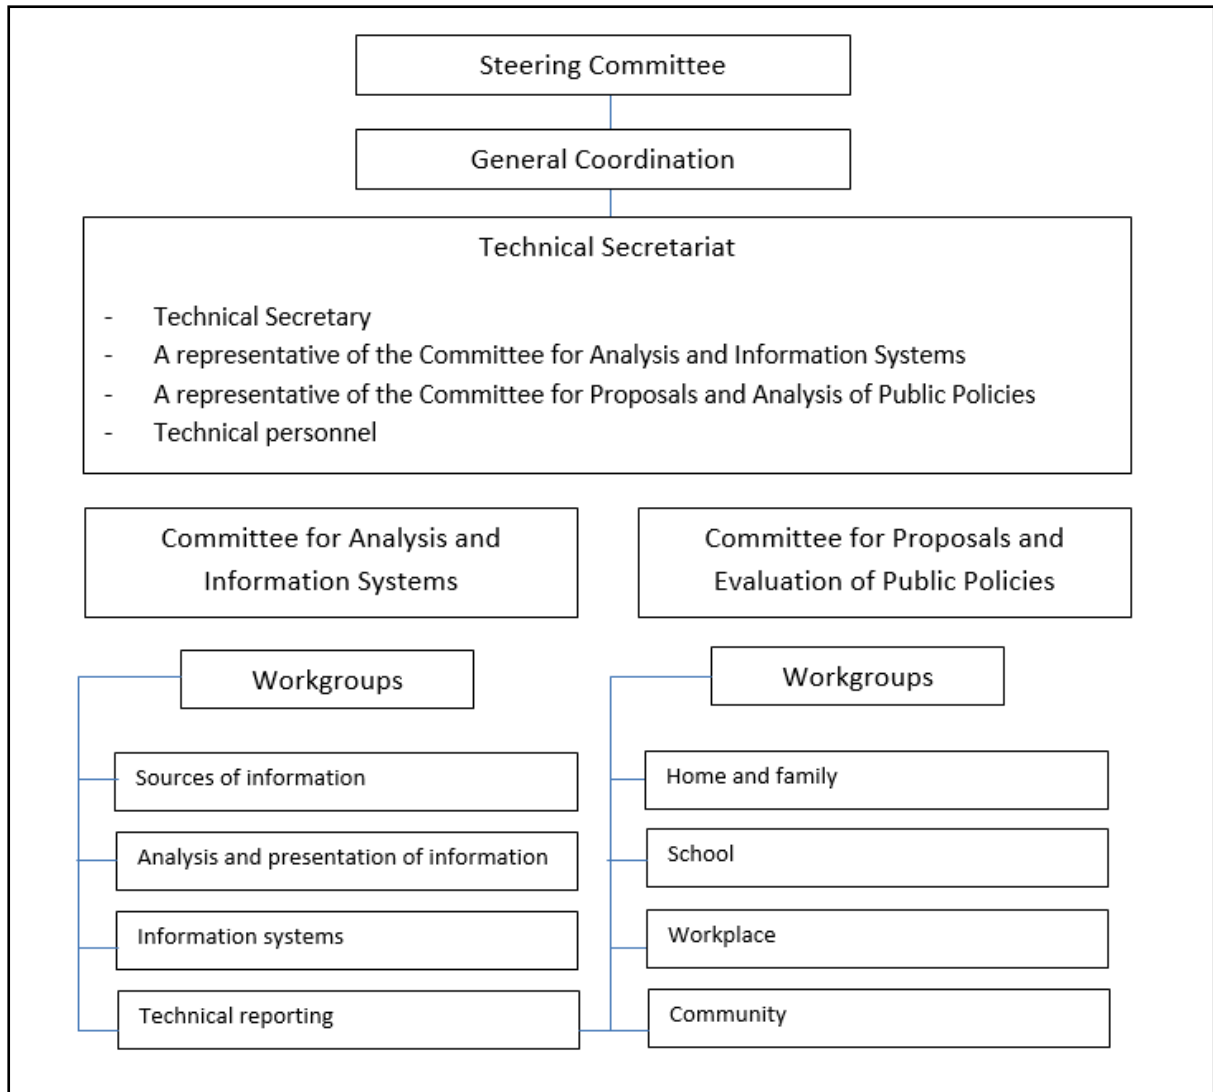 Steering Committee
General Coordination
Technical Secretariat
- Technical Secretary
- A representative of the Committee for Analysis and Information Systems
- A representative of the Committee for Proposals and Analysis of Public Policies
- Technical personnel
Committee for Analysis and
Information Systems
Committee for Proposals and
Evaluation of Public Policies
Workgroups
Sources of information
Analysis and presentation of information
Information systems
Technical reporting
Workgroups
Home and family
School
Workplace
Community